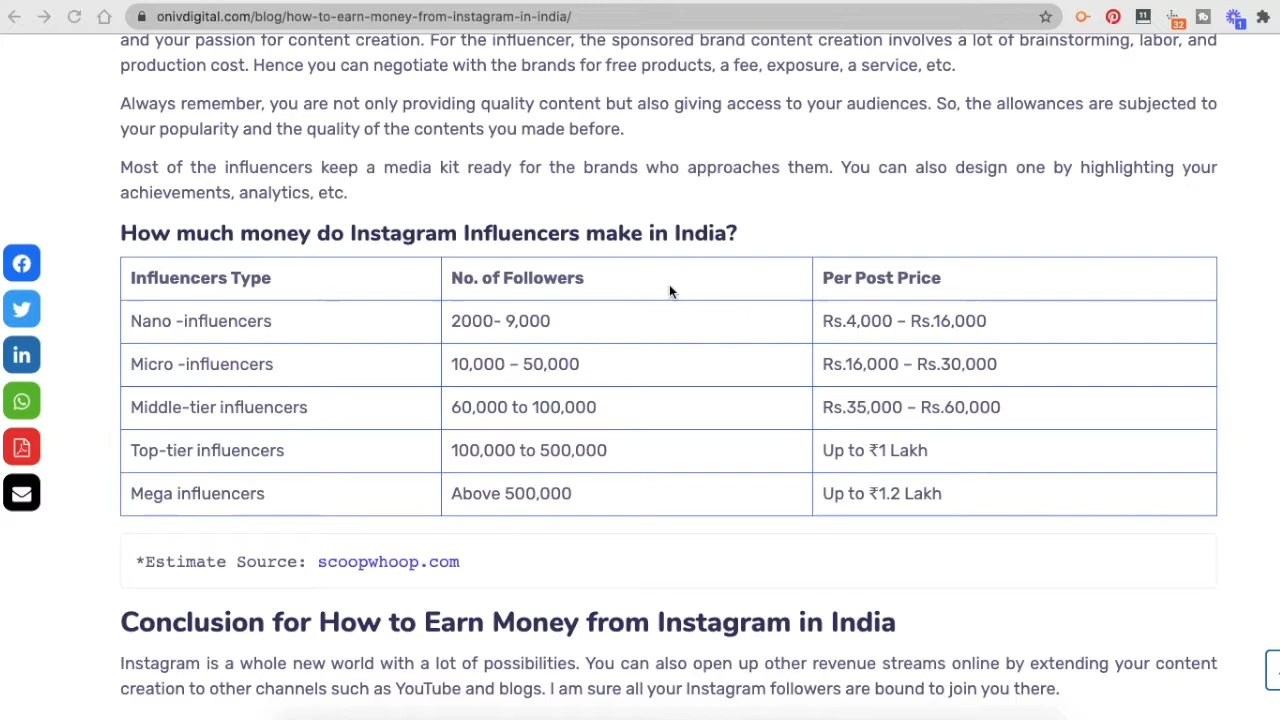 onivdigital.com/blog/how-to-earn-money-from-instagram-in-india/
11
32
1
and your passion for content creation. For the influencer, the sponsored brand content creation involves a lot of brainstorming, labor, and
production cost. Hence you can negotiate with the brands for free products, a fee, exposure, a service, etc.
Always remember, you are not only providing quality content but also giving access to your audiences. So, the allowances are subjected to
your popularity and the quality of the contents you made before.
Most of the influencers keep a media kit ready for the brands who approaches them. You can also design one by highlighting your
achievements, analytics, etc.
How much money do Instagram Influencers make in India?
Influencers Type No. of Followers Per Post Price
Nano -influencers 2000- 9,000 Rs.4,000 – Rs.16,000
Micro -influencers 10,000 – 50,000 Rs.16,000 – Rs.30,000
Middle-tier influencers 60,000 to 100,000 Rs.35,000 – Rs.60,000
Top-tier influencers 100,000 to 500,000 Up to ₹1 Lakh
Mega influencers Above 500,000 Up to ₹1.2 Lakh
*Estimate Source: scoopwhoop.com
Conclusion for How to Earn Money from Instagram in India
Instagram is a whole new world with a lot of possibilities. You can also open up other revenue streams online by extending your content
creation to other channels such as YouTube and blogs. I am sure all your Instagram followers are bound to join you there.